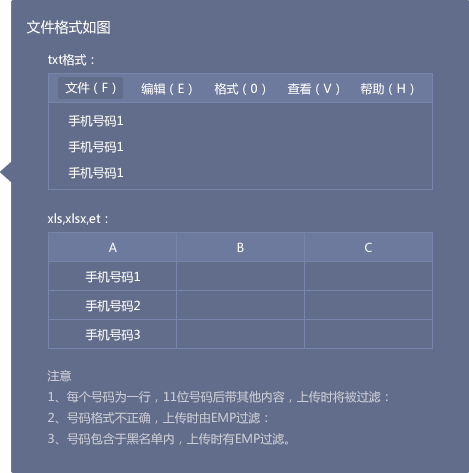 文件格式如图
txt格式：
文件（F） 编辑（E） 格式（0） 查看（V） 帮助（H）
手机号码1
手机号码1
手机号码1
xls,xlsx,et：
A B C
手机号码1
手机号码2
手机号码3
注意
1、每个号码为一行，11位号码后带其他内容，上传时将被过滤：
2、号码格式不正确，上传时由EMP过滤：
3、号码包含于黑名单内，上传时有EMP过滤。